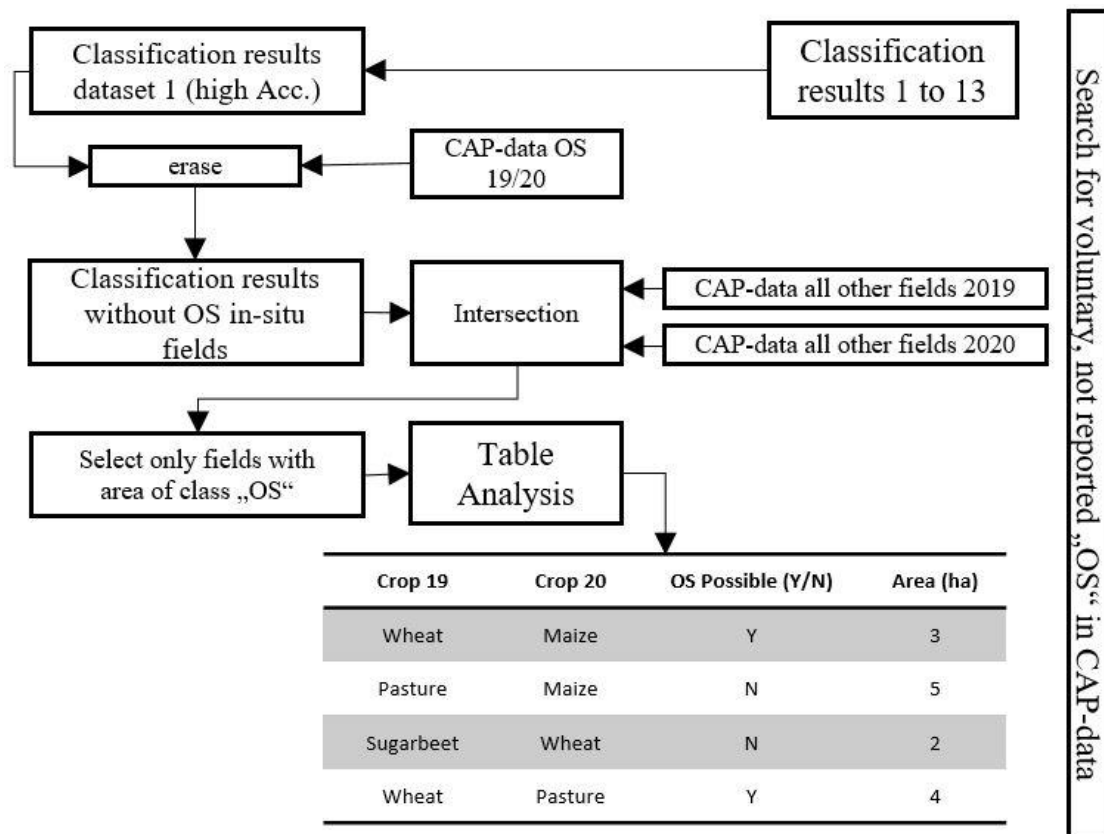 Classification results
dataset 1 (high Acc.)
Classification
results 1 to 13
erase
CAP-data OS
19/20
Classification results
without OS in-situ
fields
Intersection
CAP-data all other fields 2019
CAP-data all other fields 2020
Select only fields with
area of class „OS“
Table
Analysis
Crop 19 Crop 20 OS Possible (Y/N) Area (ha)
Wheat Maize Y 3
Pasture Maize N 5
Sugarbeet Wheat N 2
Wheat Pasture Y 4
Search for voluntary, not reported „OS“ in CAP-data